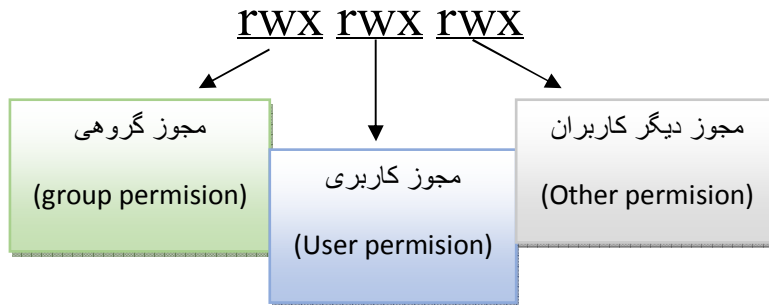 rwx rwx rwx
مجوز گروهی
(group permision)
مجوز کاربری
(User permision)
مجوز دیگر کاربران
(Other permision)